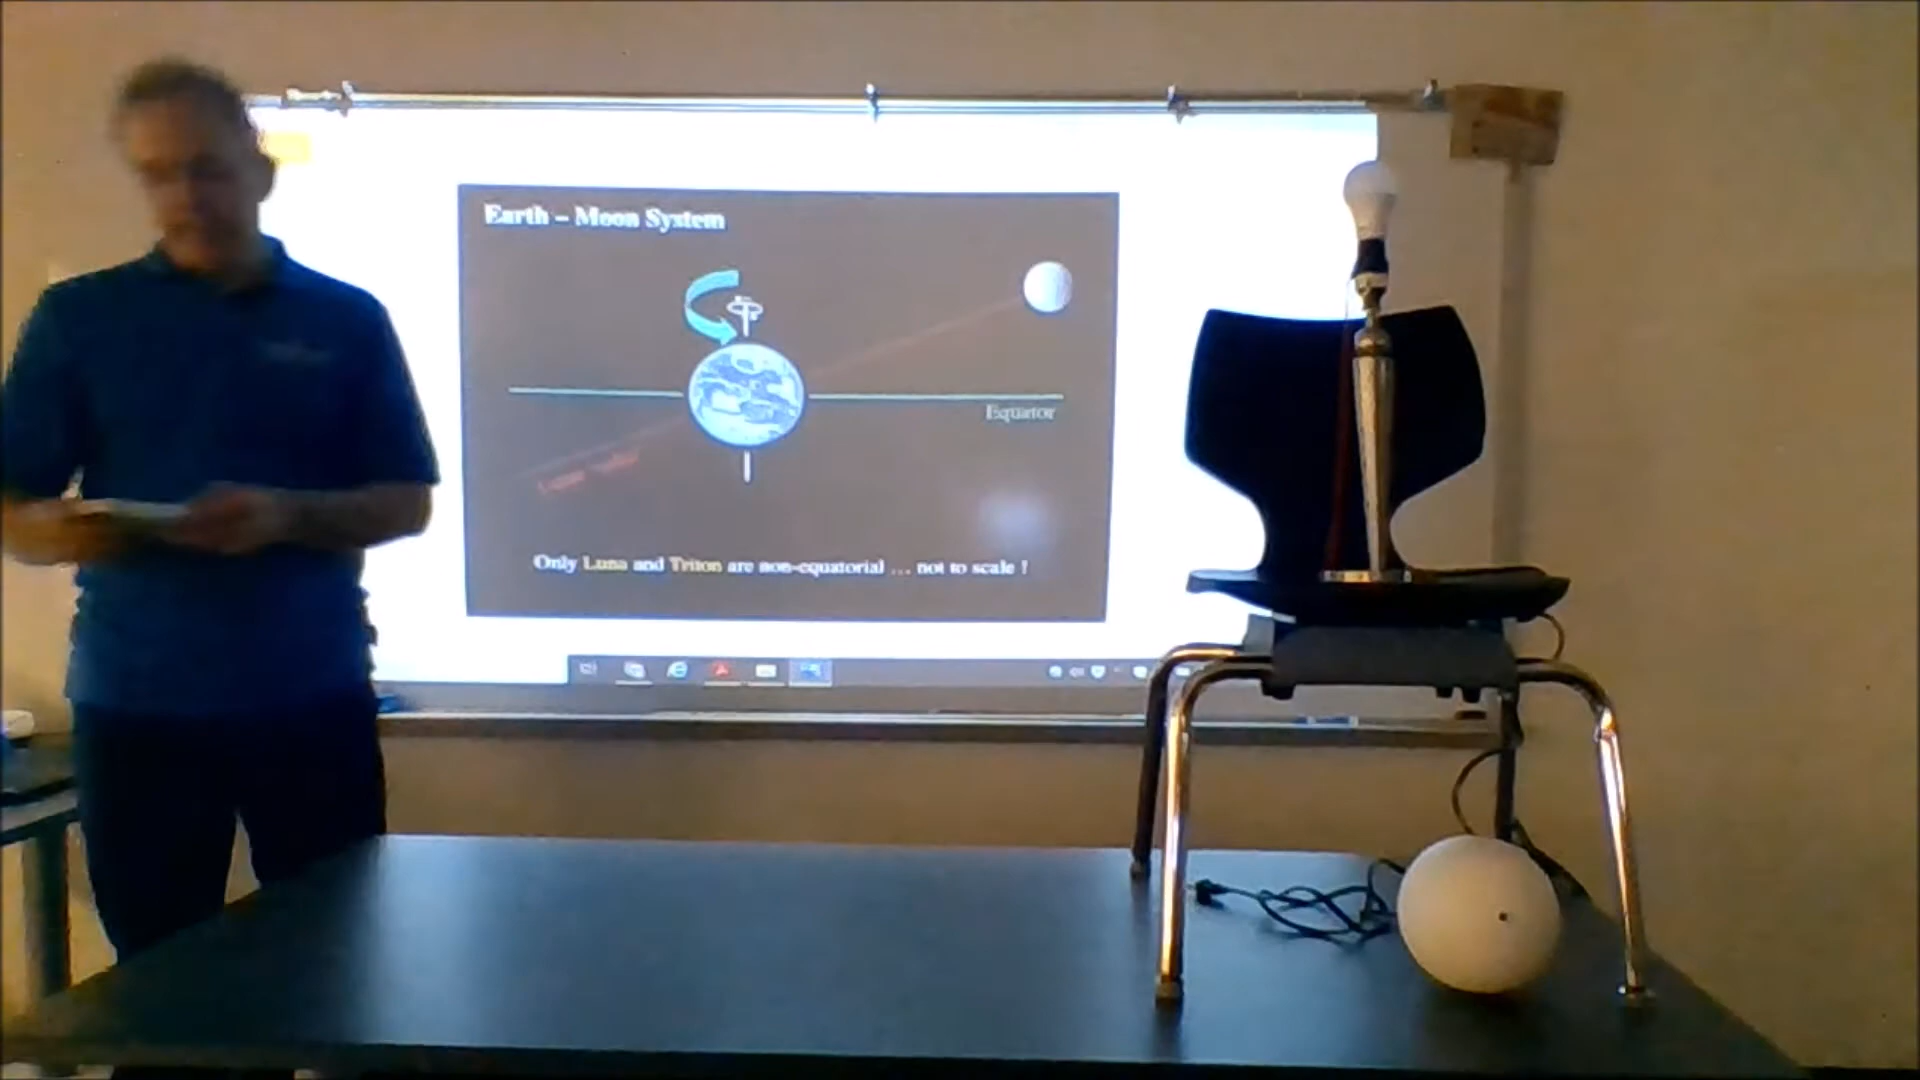 Earth – Moon System
Equator
Only Luna and Triton are non-equatorial ... not to scale !